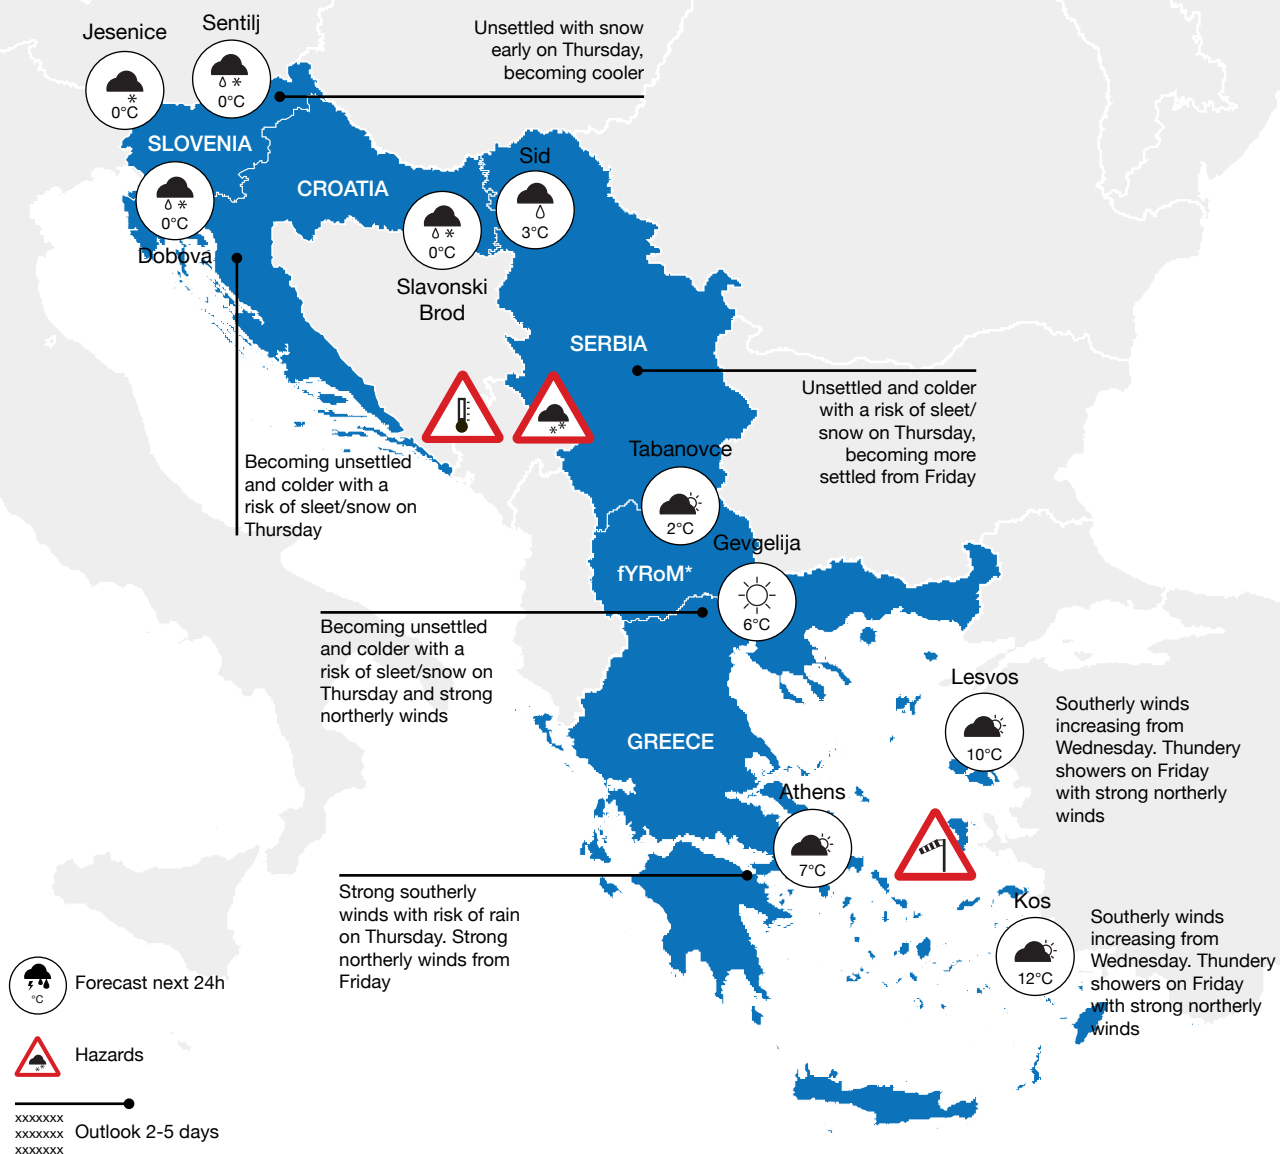 Jesenice
0°C
Sentilj
0°C
Unsettled with snow
early on Thursday,
becoming cooler
SLOVENIA
CROATIA
Sid
3°C
0°C
Dobova
0°C
Slavonski
Brod
SERBIA
Unsettled and colder
with a risk of sleet/
snow on Thursday,
becoming more
settled from Friday
Becoming unsettled
and colder with a
risk of sleet/snow on
Thursday
Tabanovce
2°C
Gevgelija
6°C
fYRoM*
Becoming unsettled
and colder with a
risk of sleet/snow on
Thursday and strong
northerly winds
GREECE
Lesvos
10°C
Southerly winds
increasing from
Wednesday. Thundery
showers on Friday
with strong northerly
winds
Athens
7°C
Strong southerly
winds with risk of rain
on Thursday. Strong
northerly winds from
Friday
Kos
12°C
Southerly winds
increasing from
Wednesday. Thundery
showers on Friday
with strong northerly
winds
°C
Forecast next 24h
Hazards
xxxxxxx
xxxxxxx
xxxxxxx
Outlook 2-5 days